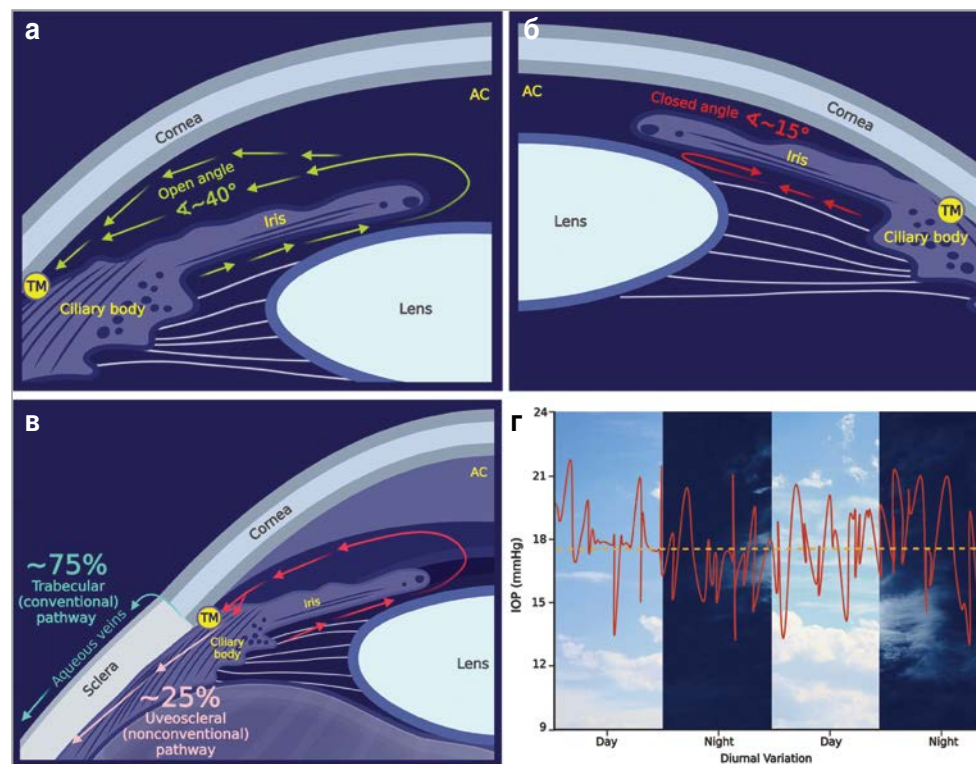 а
Cornea
AC
Open angle
∢~40°
Iris
TM
Ciliary body
Lens
б
AC
Closed angle ∢~15°
Cornea
Iris
TM
Ciliary body
Lens
в
AC
Cornea
~75%
Trabecular
(conventional)
pathway
Aqueous veins
Sclera
TM
Iris
Ciliary
body
Lens
~25%
Uveoscleral
(nonconventional)
pathway
г
IOP (mmHg)
24
21
18
15
12
9
Day
Night
Day
Night
Diurnal Variation